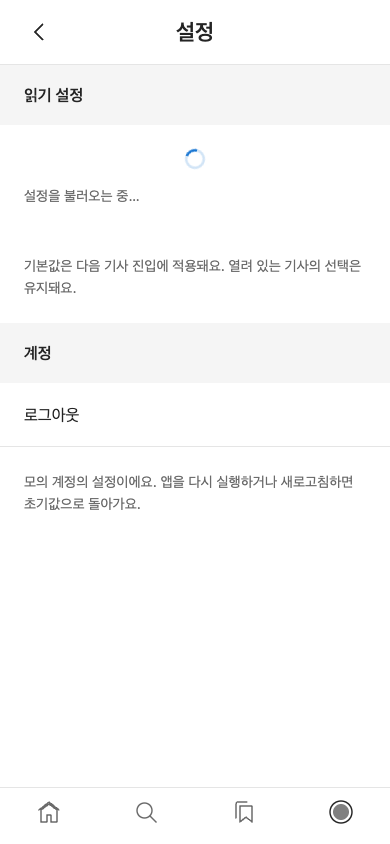 설정
읽기 설정
설정을 불러오는 중...
기본값은 다음 기사 진입에 적용돼요. 열려 있는 기사의 선택은
유지돼요.
계정
로그아웃
모의 계정의 설정이에요. 앱을 다시 실행하거나 새로고침하면
초기값으로 돌아가요.